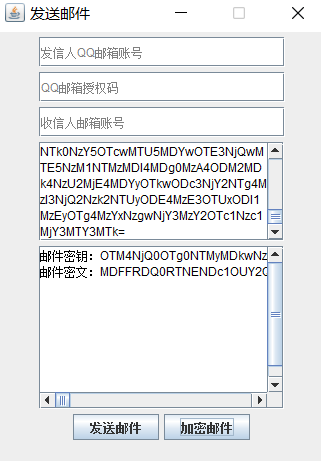 发送邮件
发信人QQ邮箱账号
QQ邮箱授权码
收信人邮箱账号
NTk0NzY5OTcwMTU5MDYwOTE3NjQwM
TE5NzM1NTMzMDI4MDg0MzA4ODM2MD
k4NzU2MjE4MDYyOTkwODc3NjY2NTg4M
zI3NjQ2Nzk2NTUyODE4MzE3OTUxODI1
MzEyOTg4MzYxNzgwNjY3MzY2OTc1Nzc1
MjY3MTY3MTk=
邮件密钥：OTM4NjQ0OTg0NTMyMDkwNz
邮件密文：MDFFRDQ0RTNENDc1OUY2O
发送邮件 加密邮件